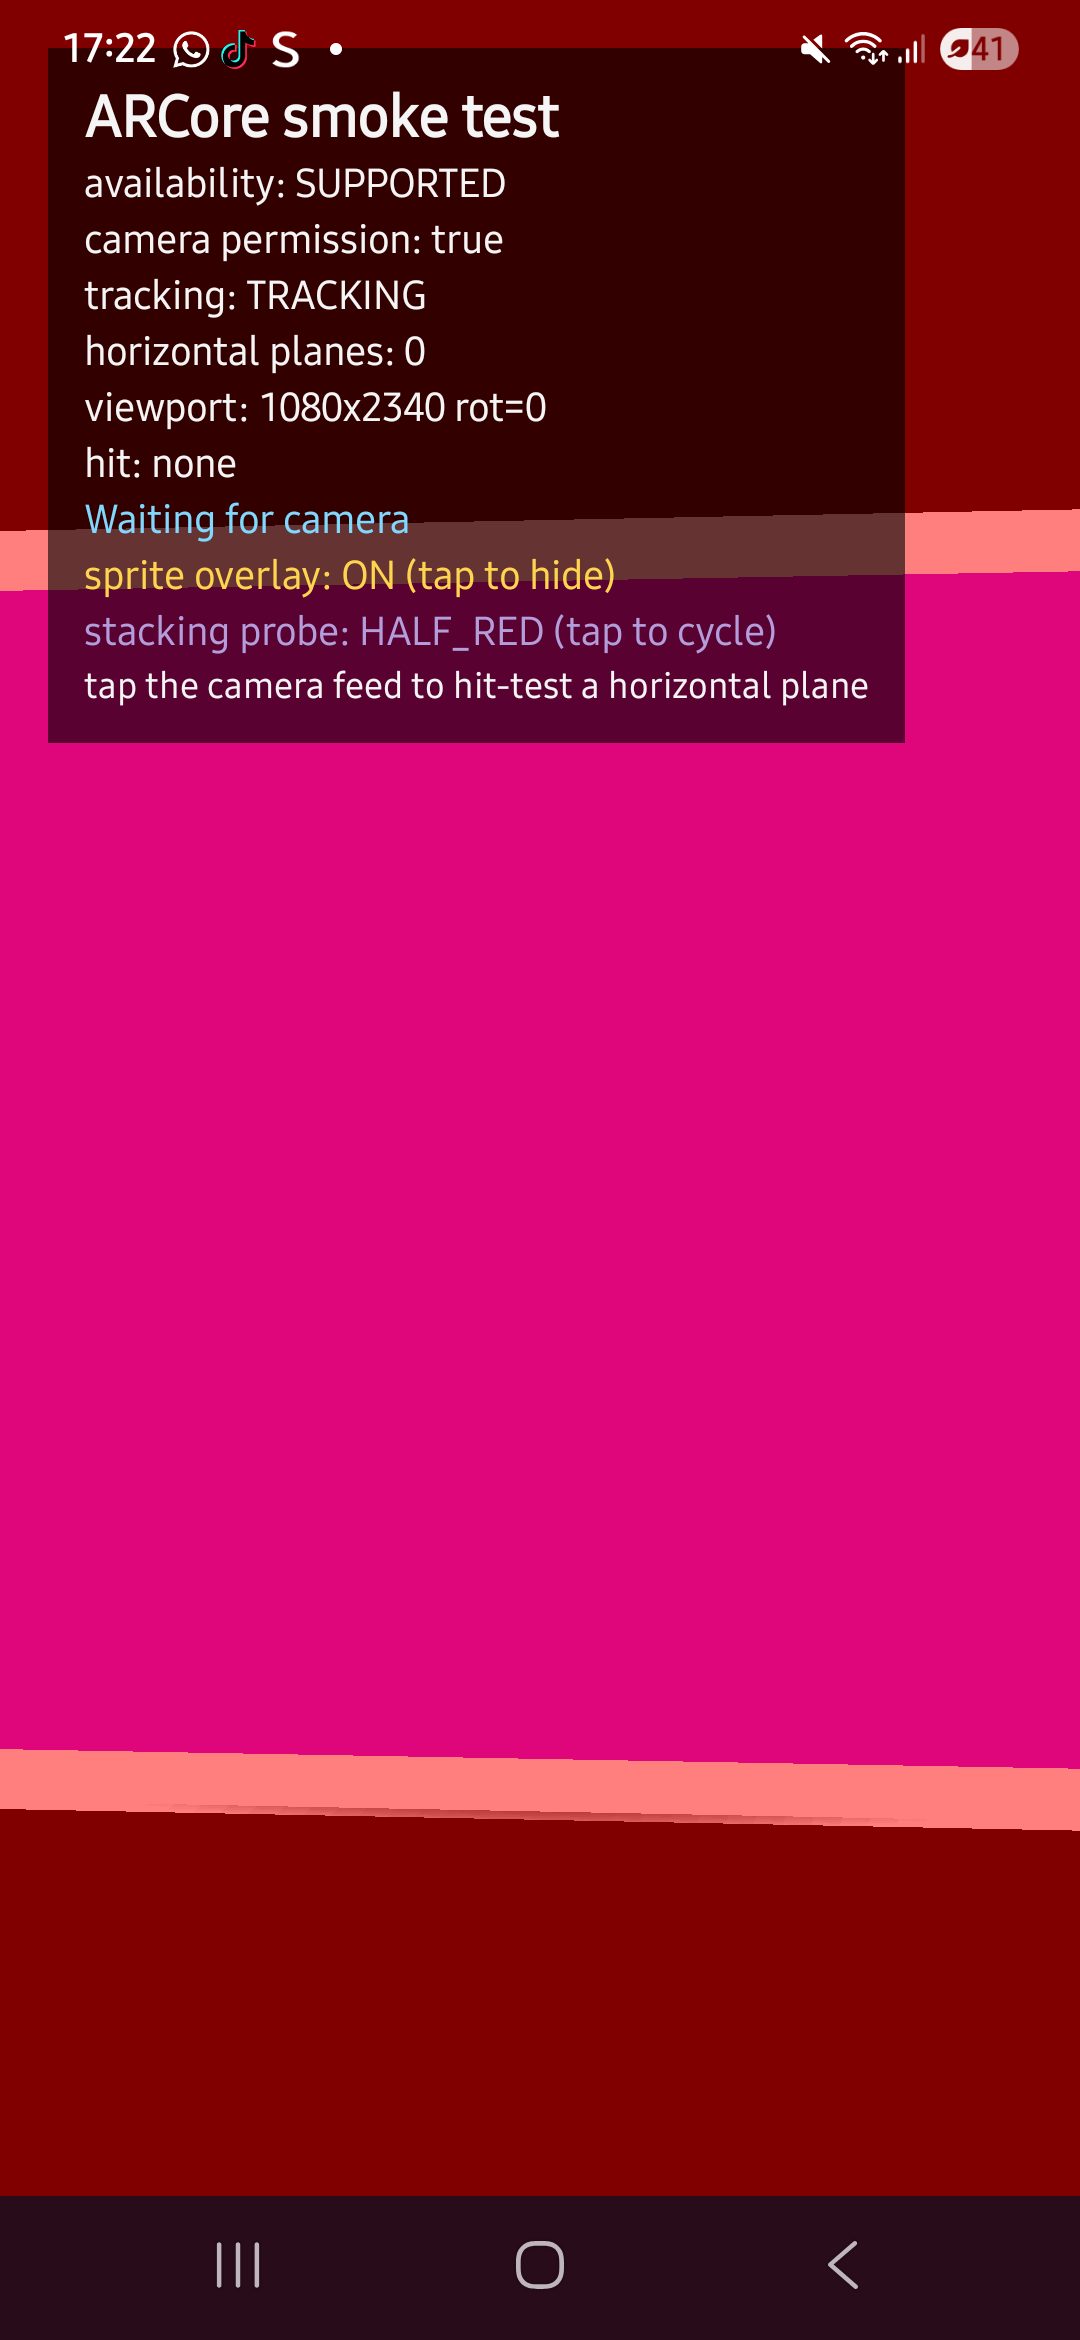 17:22 S 41
ARCore smoke test
availability: SUPPORTED
camera permission: true
tracking: TRACKING
horizontal planes: 0
viewport: 1080x2340 rot=0
hit: none
Waiting for camera
sprite overlay: ON (tap to hide)
stacking probe: HALF_RED (tap to cycle)
tap the camera feed to hit-test a horizontal plane